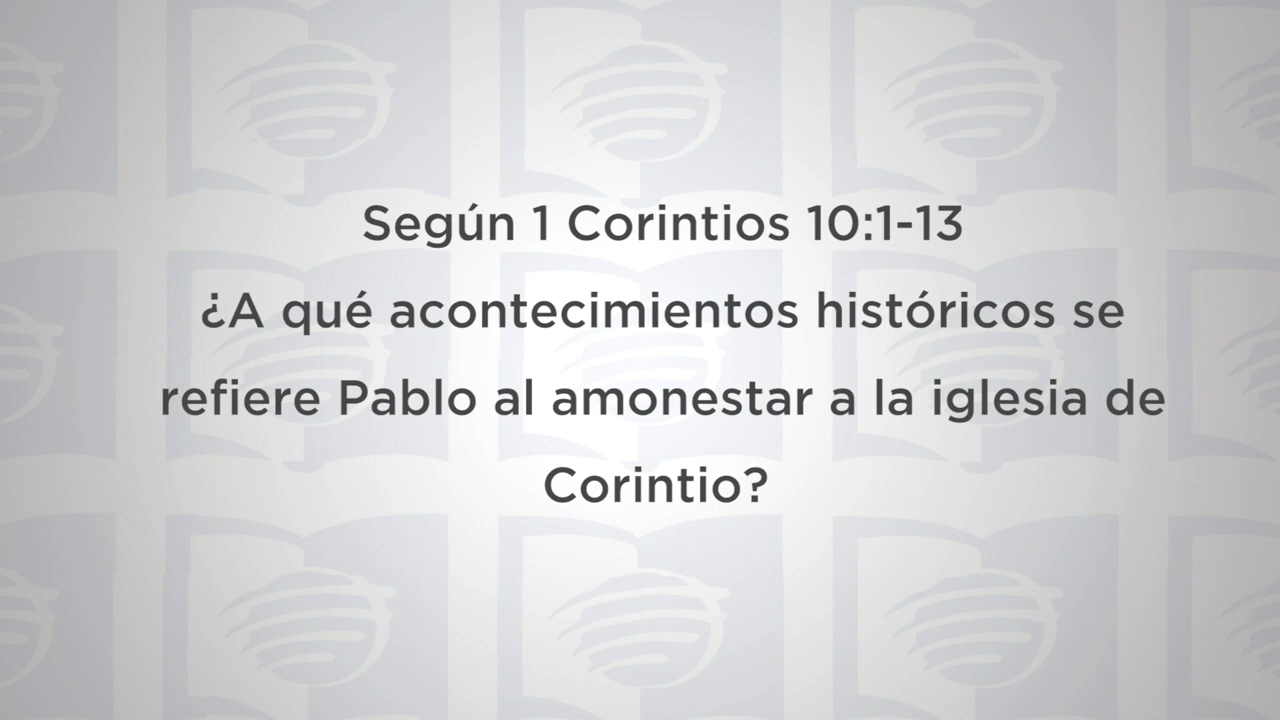 Según 1 Corintios 10:1-13
¿A qué acontecimientos históricos se
refiere Pablo al amonestar a la iglesia de
Corintio?